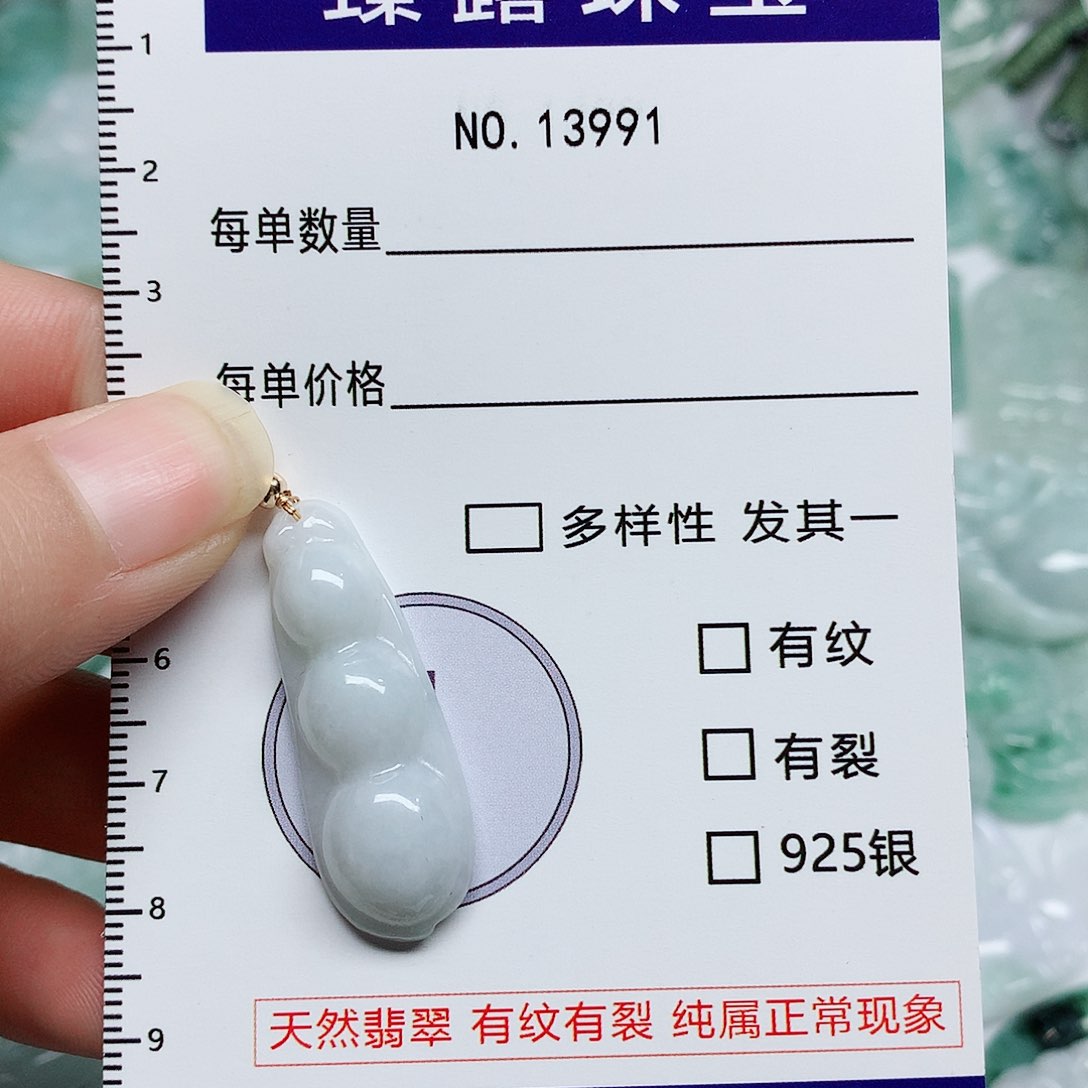 1
NO. 13991
2
每单数量
3
每单价格
多样性 发其一
有纹
6
有裂
7
925银
8
天然翡翠 有纹有裂 纯属正常现象
9